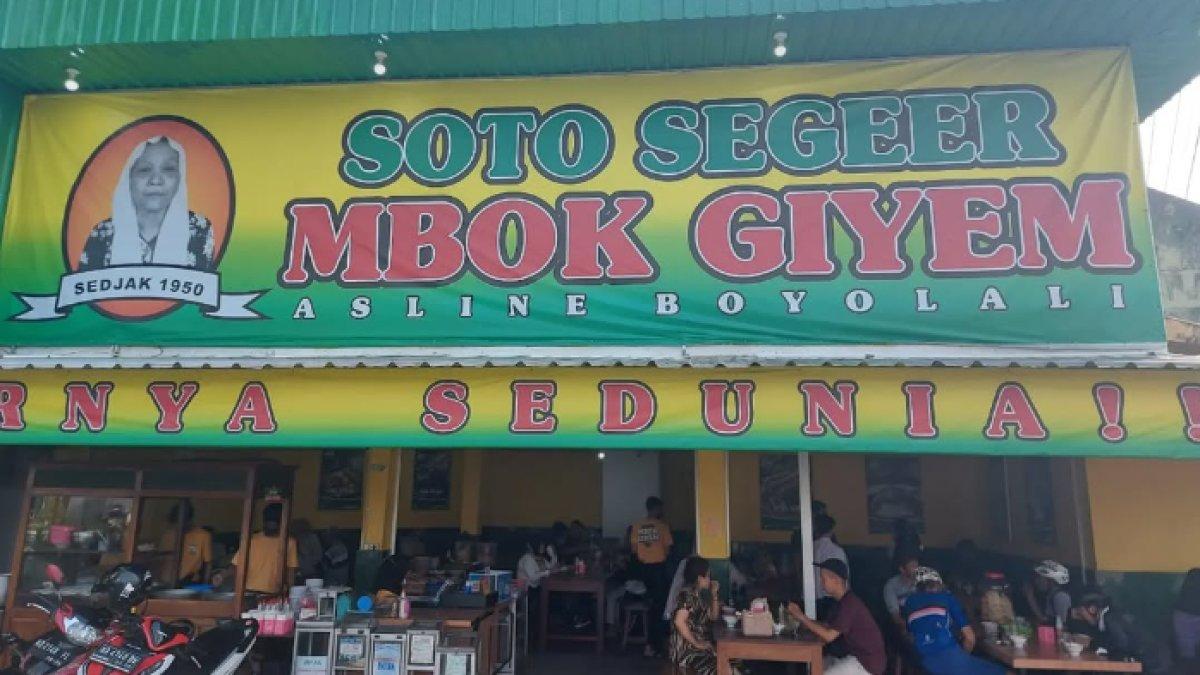 SOTO SEGEER
MBOK GIYEM
SEDJAK 1950
ASLINE BOYOLALI
RNYA SEDUNIA!!!